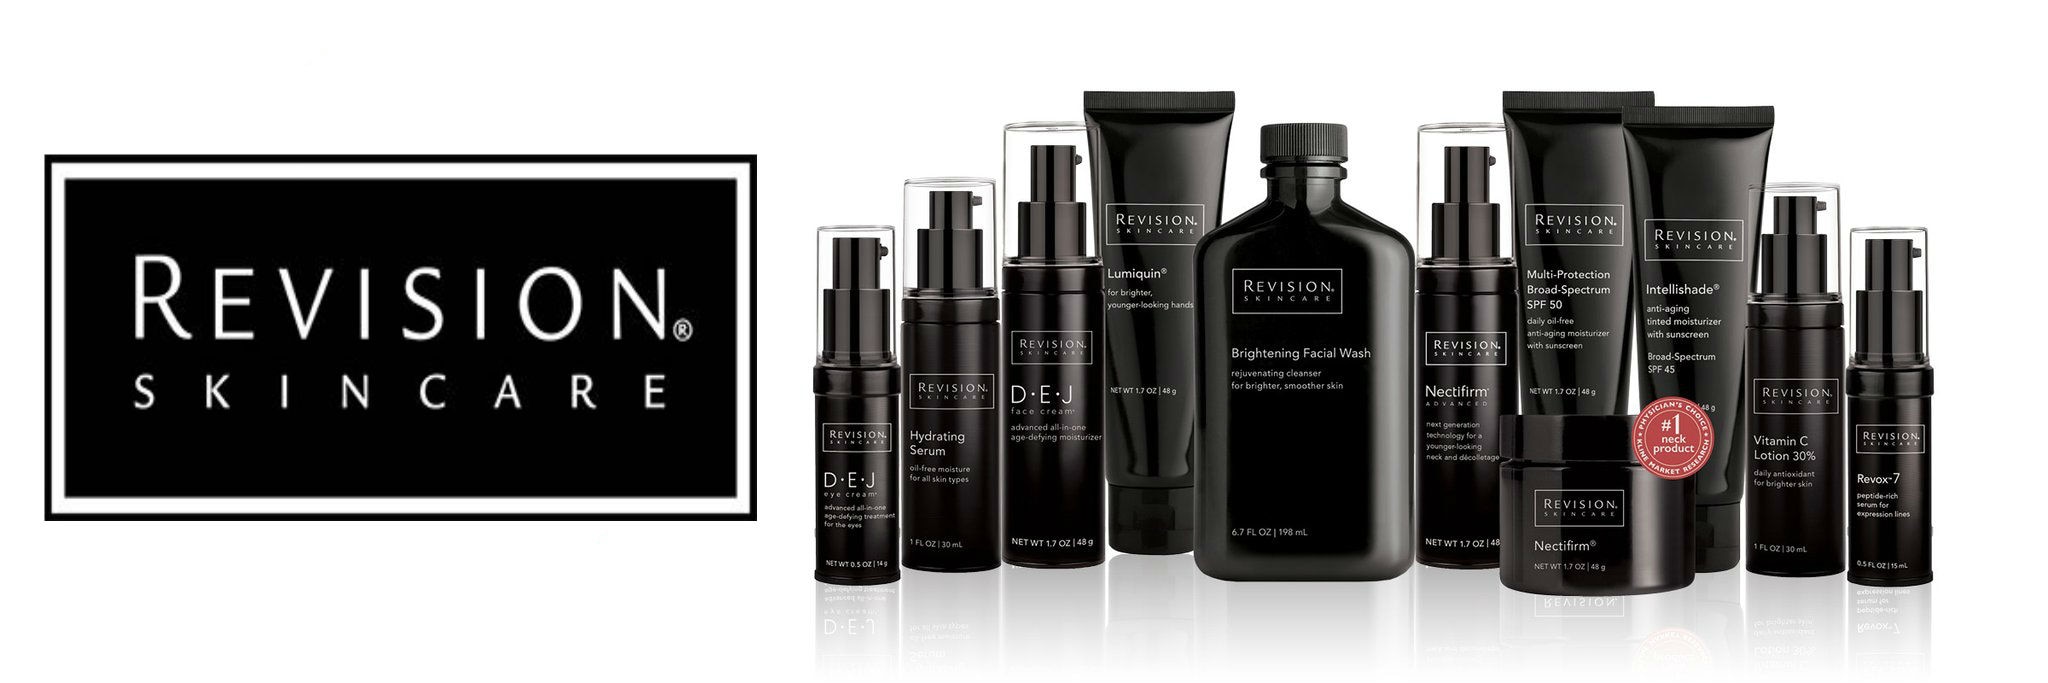 REVISION®
SKINCARE
REVISION®
SKINCARE
D·E·J
eye cream
advanced all-in-one
age-defying treatment
for the eyes
NET WT 0.5 OZ | 14 g
REVISION®
SKINCARE
Hydrating
Serum
oil-free moisture
for all skin types
1 FL OZ | 30 mL
REVISION®
SKINCARE
D·E·J
face cream
advanced all-in-one
age-defying moisturizer
NET WT 1.7 OZ | 48 g
REVISION®
SKINCARE
Lumiquin®
for brighter,
younger-looking hands
NET WT 1.7 OZ | 48 g
REVISION®
SKINCARE
Brightening Facial Wash
rejuvenating cleanser
for brighter, smoother skin
6.7 FL OZ | 198 mL
REVISION®
SKINCARE
Nectifirm®
ADVANCED
next generation
technology for a
younger-looking
neck and décolletage
NET WT 1.7 OZ | 48
REVISION®
SKINCARE
Multi-Protection
Broad-Spectrum
SPF 50
daily oil-free
anti-aging moisturizer
with sunscreen
NET WT 1.7 OZ | 48 g
REVISION®
SKINCARE
Nectifirm®
NET WT 1.7 OZ | 48 g
PHYSICIAN'S CHOICE
#1
neck
product
KLINE MARKET RESEARCH
REVISION®
SKINCARE
Intellishade®
anti-aging
tinted moisturizer
with sunscreen
Broad-Spectrum
SPF 45
48 g
REVISION®
SKINCARE
Vitamin C
Lotion 30%
daily antioxidant
for brighter skin
1 FL OZ | 30 mL
REVISION®
SKINCARE
Revox™7
peptide-rich
serum for
expression lines
0.5 FL OZ | 15 mL